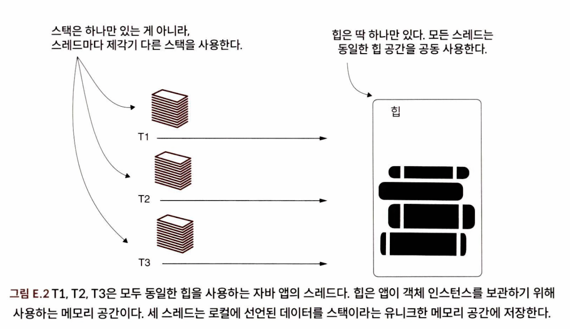 스택은 하나만 있는 게 아니라,
스레드마다 제각기 다른 스택을 사용한다.
힙은 딱 하나만 있다. 모든 스레드는
동일한 힙 공간을 공동 사용한다.
힙
T1
T2
T3
그림 E.2 T1, T2, T3은 모두 동일한 힙을 사용하는 자바 앱의 스레드다. 힙은 앱이 객체 인스턴스를 보관하기 위해
사용하는 메모리 공간이다. 세 스레드는 로컬에 선언된 데이터를 스택이라는 유니크한 메모리 공간에 저장한다.